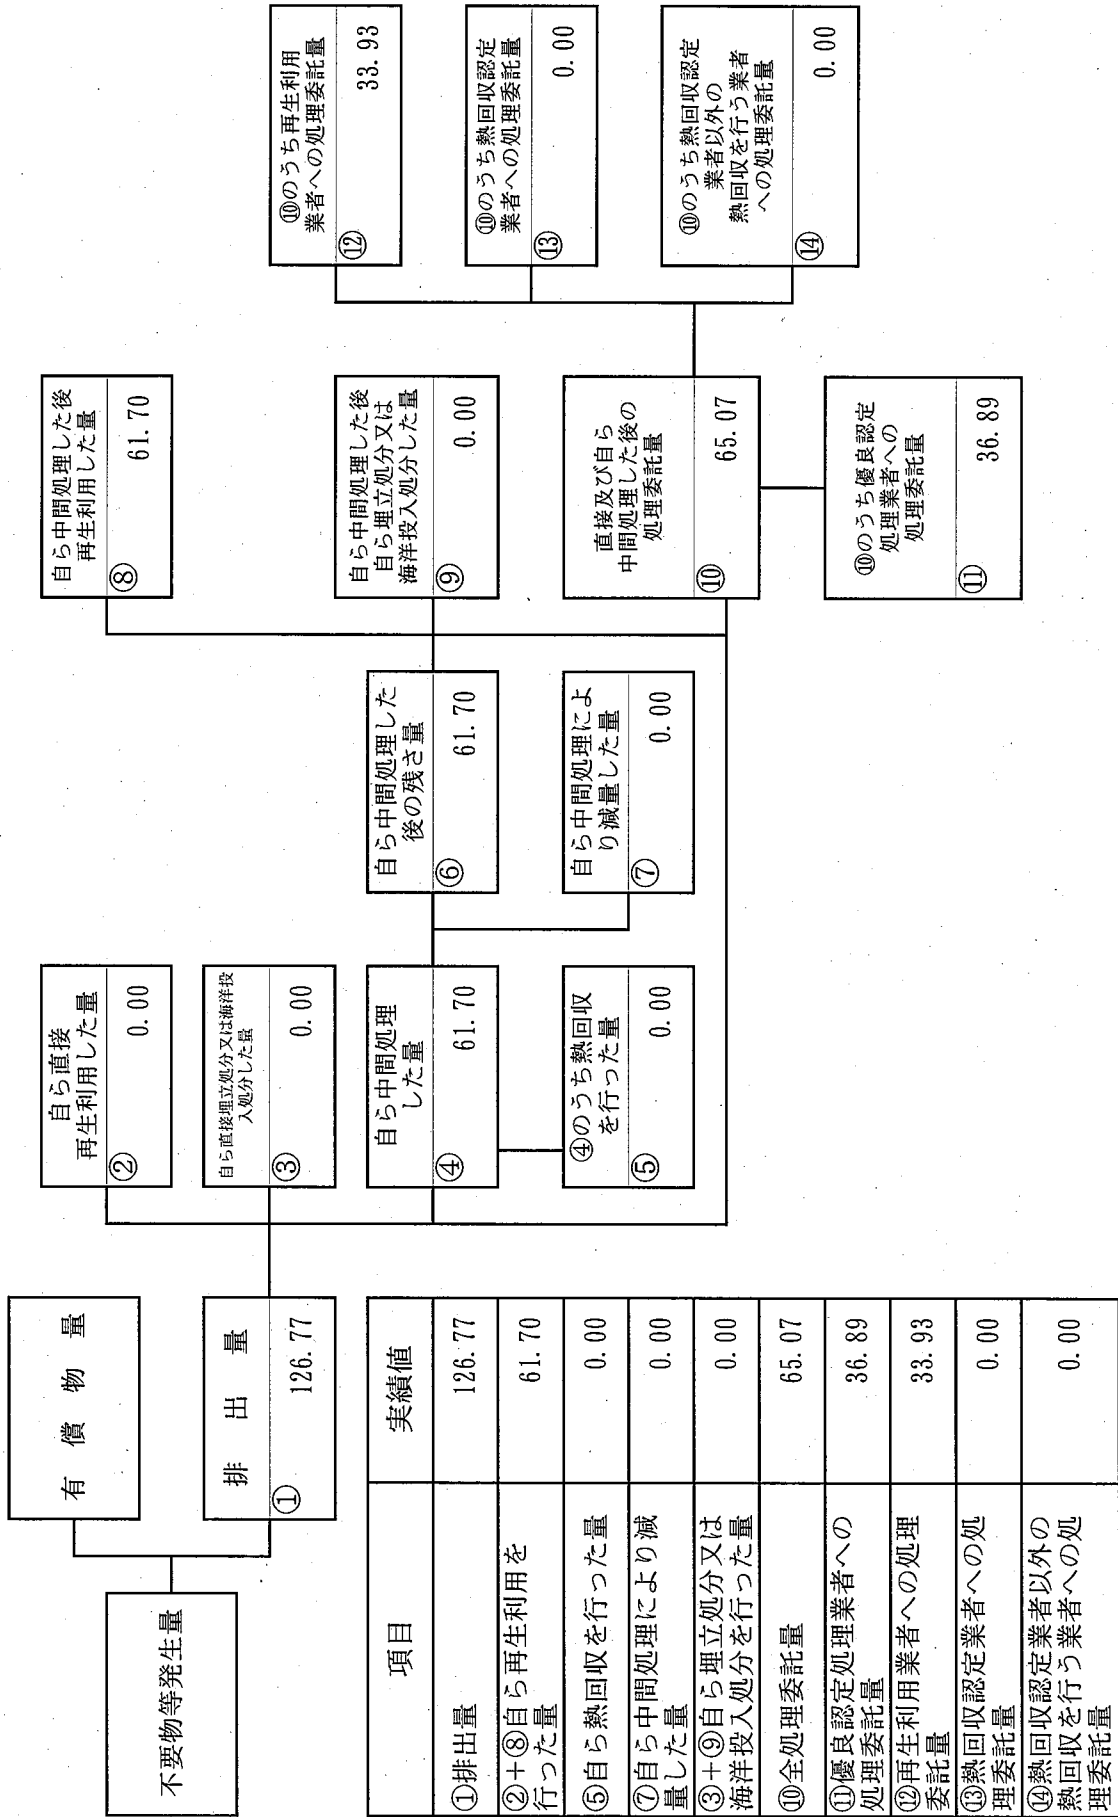 不要物等発生量
有償物量
排出量
① 126.77
自ら直接
再生利用した量
② 0.00
自ら直接埋立処分又は海洋投
入処分した量
③ 0.00
自ら中間処理
した量
④ 61.70
④のうち熱回収
を行った量
⑤ 0.00
自ら中間処理した
後の残さ量
⑥ 61.70
自ら中間処理によ
り減量した量
⑦ 0.00
自ら中間処理した後
再生利用した量
⑧ 61.70
自ら中間処理した後
自ら埋立処分又は
海洋投入処分した量
⑨ 0.00
直接及び自ら
中間処理した後の
処理委託量
⑩ 65.07
⑩のうち優良認定
処理業者への
処理委託量
⑪ 36.89
⑩のうち再生利用
業者への処理委託量
⑫ 33.93
⑩のうち熱回収認定
業者への処理委託量
⑬ 0.00
⑩のうち熱回収認定
業者以外の
熱回収を行う業者
への処理委託量
⑭ 0.00
項目 実績値
①排出量 126.77
②+⑧自ら再生利用を
行った量 61.70
⑤自ら熱回収を行った量 0.00
⑦自ら中間処理により減
量した量 0.00
③+⑨自ら埋立処分又は
海洋投入処分を行った量 0.00
⑩全処理委託量 65.07
⑪優良認定処理業者への
処理委託量 36.89
⑫再生利用業者への処理
委託量 33.93
⑬熱回収認定業者への処
理委託量 0.00
⑭熱回収認定業者以外の
熱回収を行う業者への処
理委託量 0.00